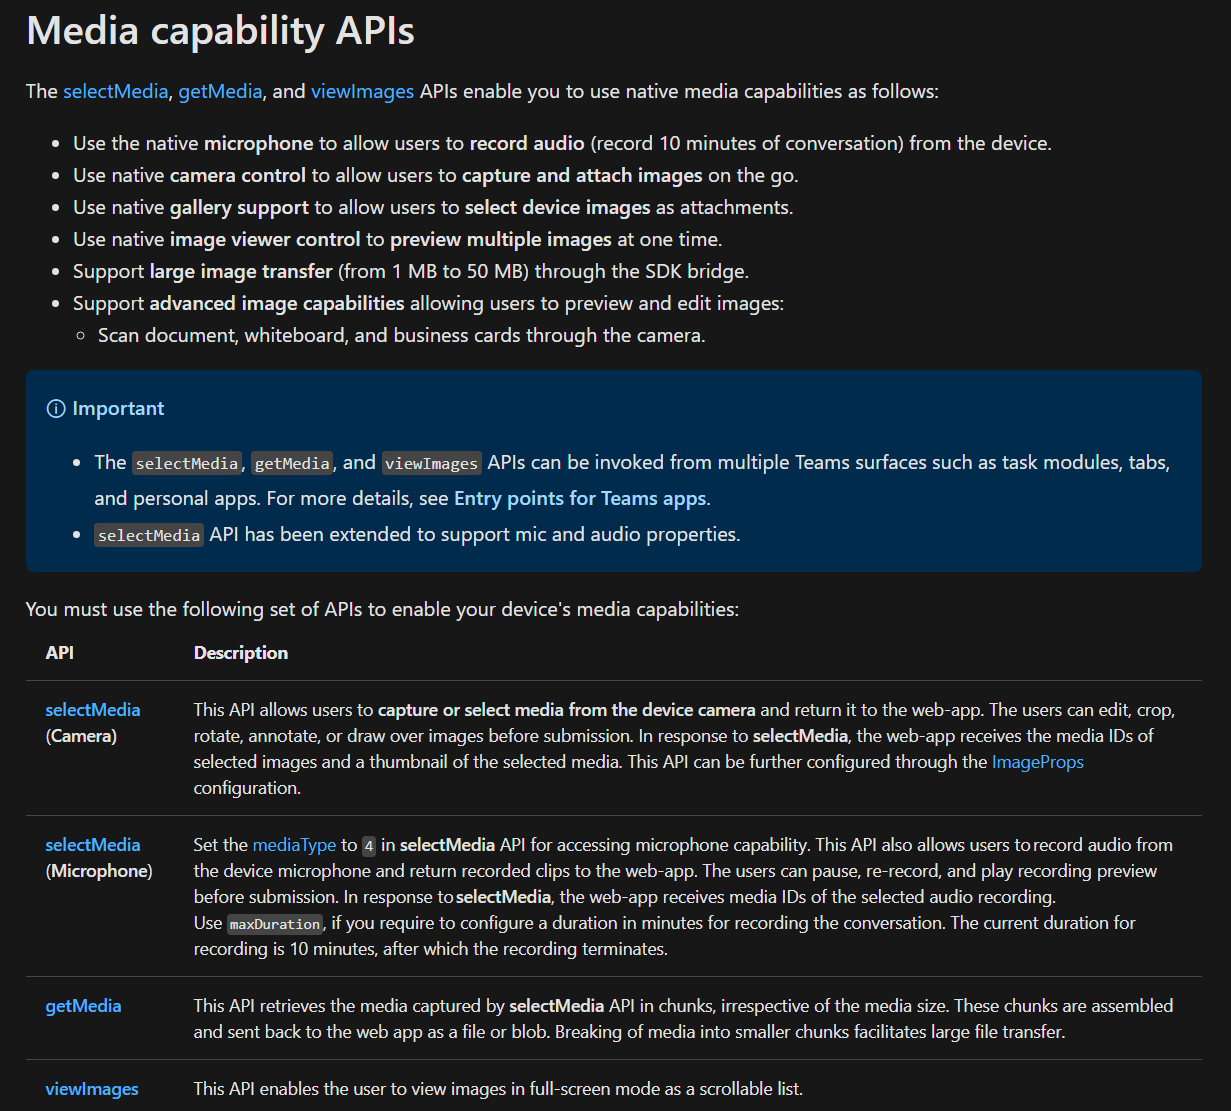 Media capability APIs
The selectMedia, getMedia, and viewImages APIs enable you to use native media capabilities as follows:
• Use the native microphone to allow users to record audio (record 10 minutes of conversation) from the device.
• Use native camera control to allow users to capture and attach images on the go.
• Use native gallery support to allow users to select device images as attachments.
• Use native image viewer control to preview multiple images at one time.
• Support large image transfer (from 1 MB to 50 MB) through the SDK bridge.
• Support advanced image capabilities allowing users to preview and edit images:
○ Scan document, whiteboard, and business cards through the camera.
Important
• The selectMedia, getMedia, and viewImages APIs can be invoked from multiple Teams surfaces such as task modules, tabs,
and personal apps. For more details, see Entry points for Teams apps.
• selectMedia API has been extended to support mic and audio properties.
You must use the following set of APIs to enable your device's media capabilities:
API Description
selectMedia
(Camera)
This API allows users to capture or select media from the device camera and return it to the web-app. The users can edit, crop,
rotate, annotate, or draw over images before submission. In response to selectMedia, the web-app receives the media IDs of
selected images and a thumbnail of the selected media. This API can be further configured through the ImageProps
configuration.
selectMedia
(Microphone)
Set the mediaType to 4 in selectMedia API for accessing microphone capability. This API also allows users to record audio from
the device microphone and return recorded clips to the web-app. The users can pause, re-record, and play recording preview
before submission. In response to selectMedia, the web-app receives media IDs of the selected audio recording.
Use maxDuration, if you require to configure a duration in minutes for recording the conversation. The current duration for
recording is 10 minutes, after which the recording terminates.
getMedia
This API retrieves the media captured by selectMedia API in chunks, irrespective of the media size. These chunks are assembled
and sent back to the web app as a file or blob. Breaking of media into smaller chunks facilitates large file transfer.
viewImages
This API enables the user to view images in full-screen mode as a scrollable list.